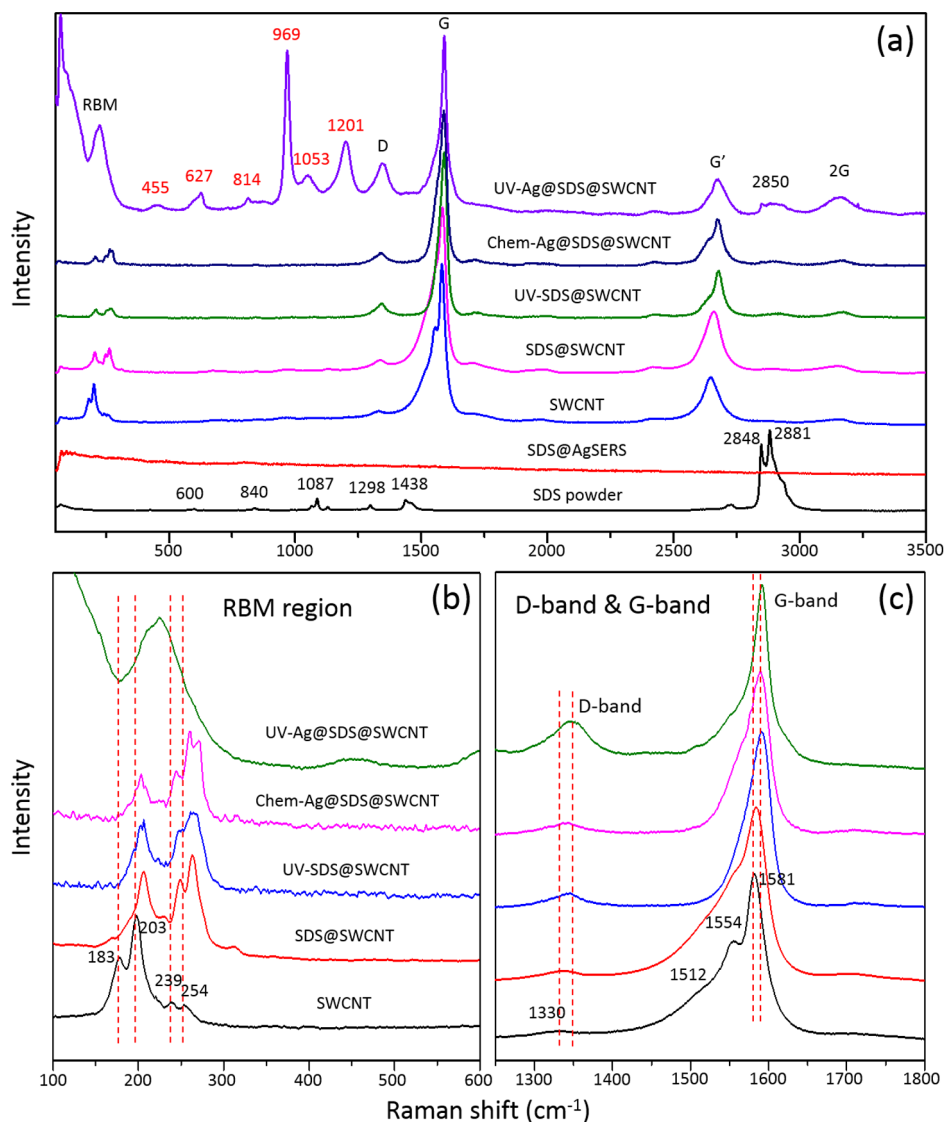 (a)
G
969
RBM
1201
D
1053
627
814
455
G’
2850
2G
UV-Ag@SDS@SWCNT
Chem-Ag@SDS@SWCNT
UV-SDS@SWCNT
SDS@SWCNT
SWCNT
SDS@AgSERS
2848
2881
600
840
1087
1298
1438
SDS powder
Intensity
500 1000 1500 2000 2500 3000 3500
RBM region
(b)
UV-Ag@SDS@SWCNT
Chem-Ag@SDS@SWCNT
UV-SDS@SWCNT
SDS@SWCNT
183
203
239
254
SWCNT
Intensity
100 200 300 400 500 600
D-band & G-band
(c)
G-band
D-band
1581
1554
1512
1330
1300 1400 1500 1600 1700 1800
Raman shift (cm-1)